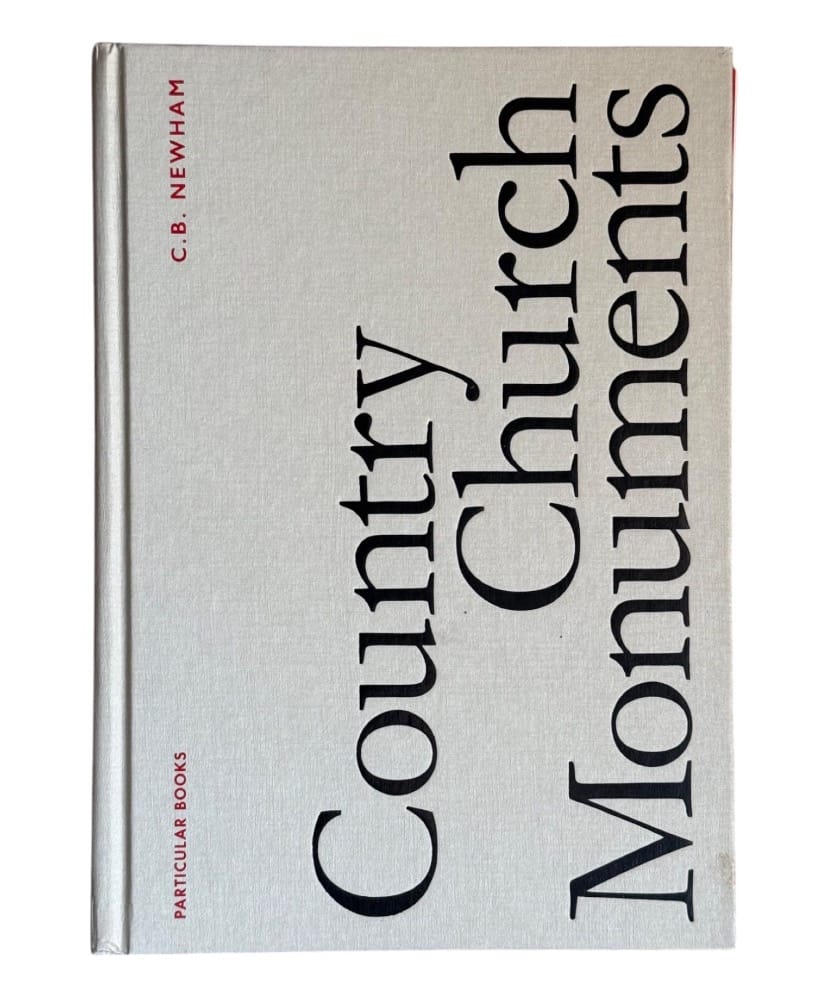 PARTICULAR BOOKS
C.B. NEWHAM
Country
Church
Monuments